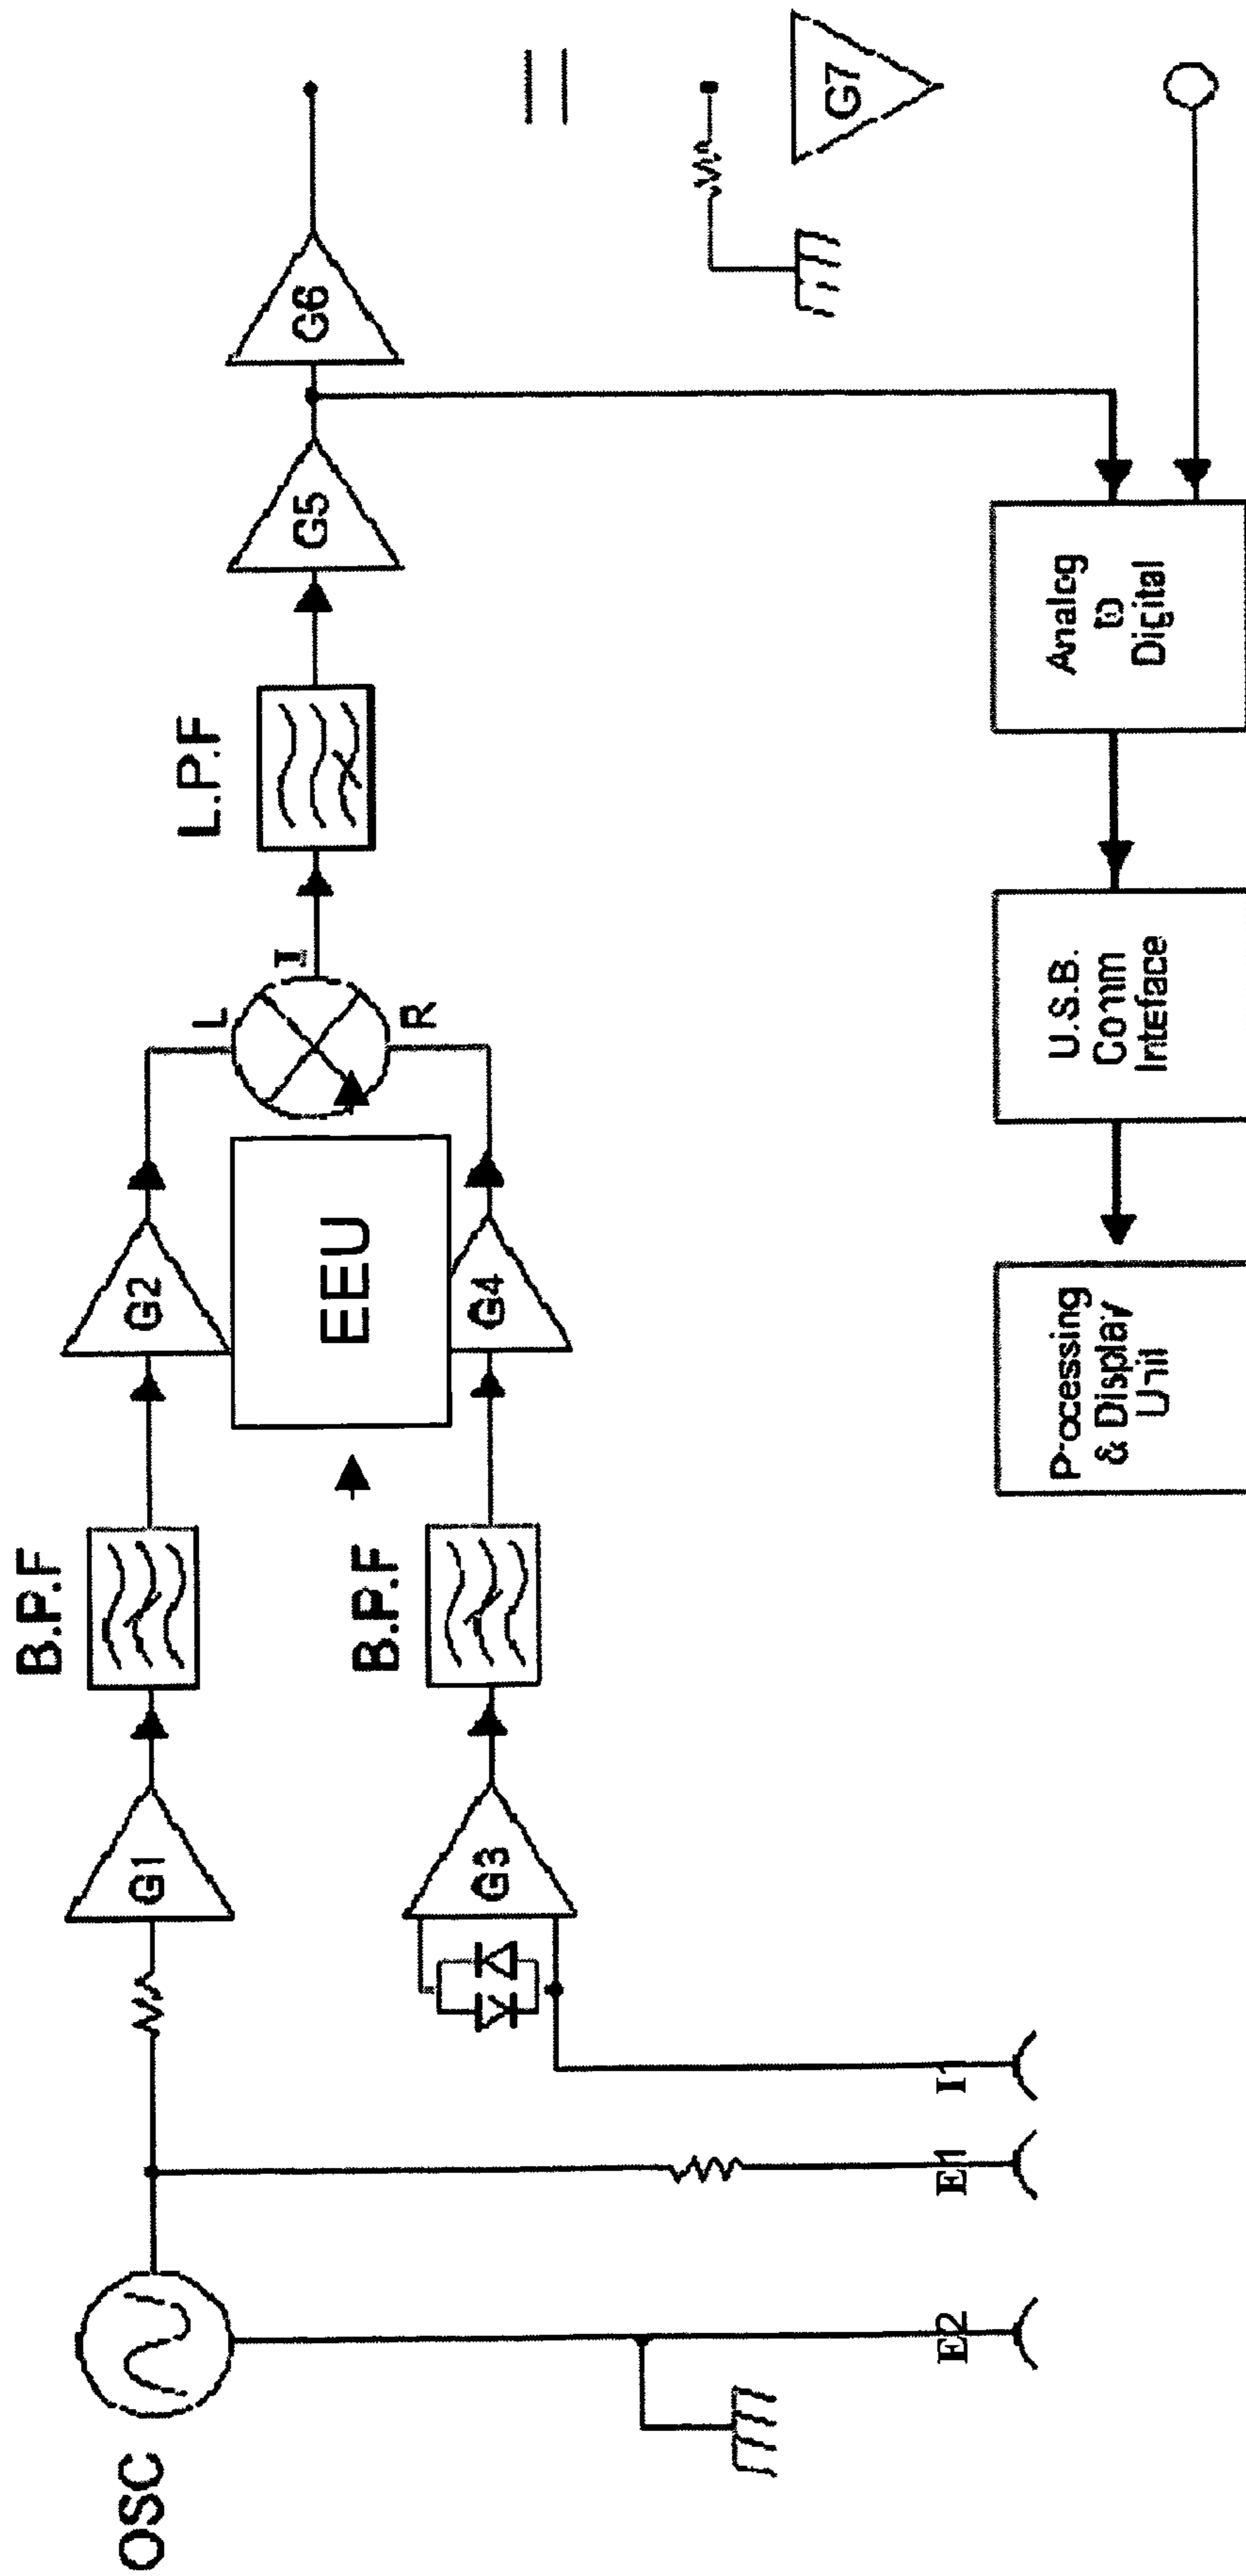 OSC
B.P.F
L.P.F
G1
G2
L
I
G5
G6
EEU
R
B.P.F
G3
G4
G7
E2
E1
I1
Processing
& Display
Unit
U.S.B.
Comm
Inteface
Analog
to
Digital